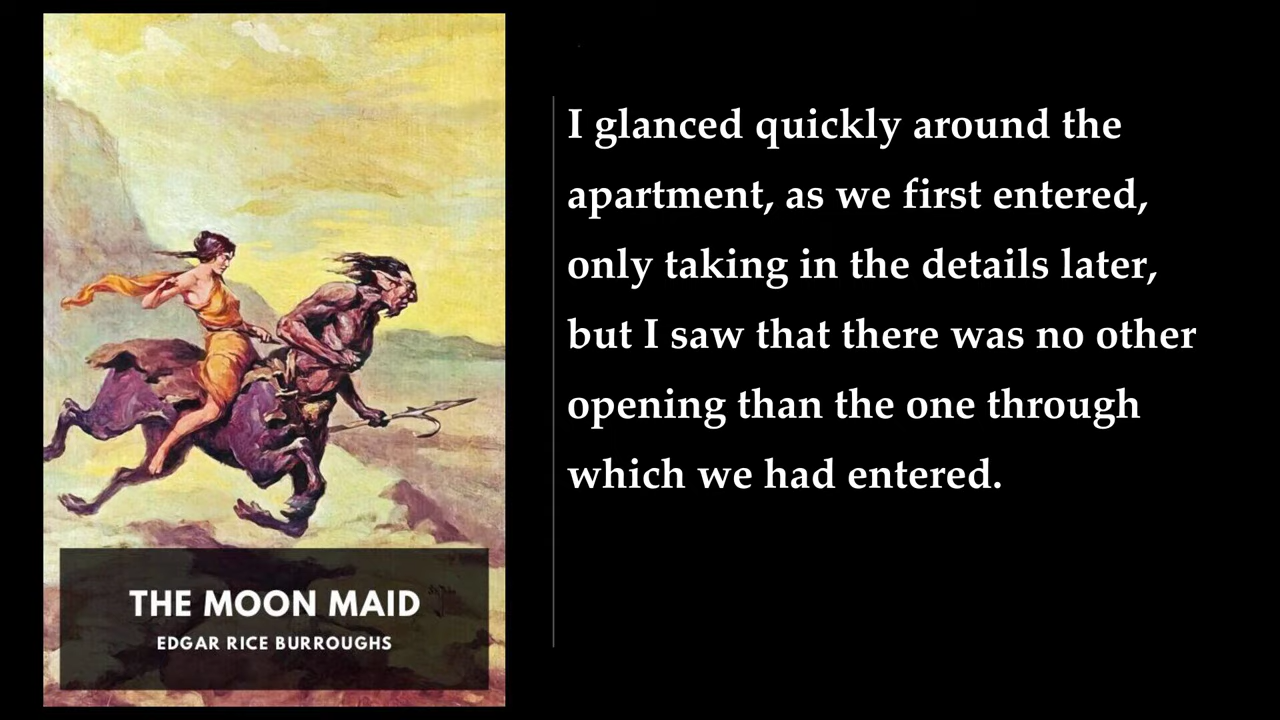 THE MOON MAID
EDGAR RICE BURROUGHS
I glanced quickly around the
apartment, as we first entered,
only taking in the details later,
but I saw that there was no other
opening than the one through
which we had entered.